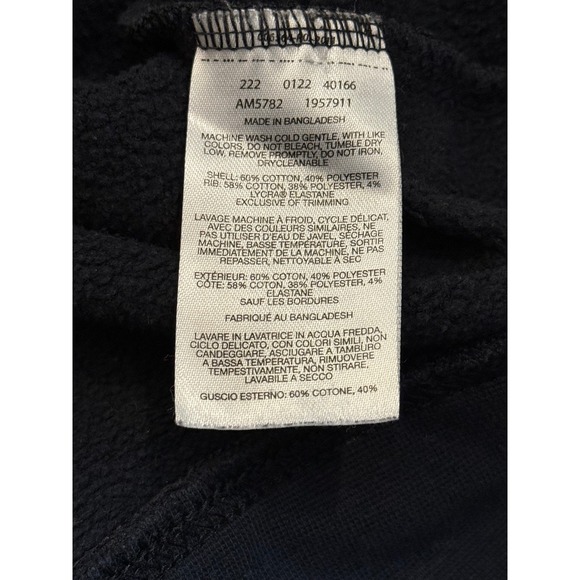 222 0122 40166
AM5782 1957911
MADE IN BANGLADESH
MACHINE WASH COLD GENTLE, WITH LIKE
COLORS, DO NOT BLEACH, TUMBLE DRY
LOW, REMOVE PROMPTLY, DO NOT IRON,
DRYCLEANABLE
SHELL: 60% COTTON, 40% POLYESTER
RIB: 58% COTTON, 38% POLYESTER, 4%
LYCRA® ELASTANE
EXCLUSIVE OF TRIMMING
LAVAGE MACHINE À FROID, CYCLE DÉLICAT,
AVEC DES COULEURS SIMILAIRES, NE
PAS UTILISER D'EAU DE JAVEL, SÉCHAGE
MACHINE, BASSE TEMPÉRATURE, SORTIR
IMMÉDIATEMENT DE LA MACHINE, NE PAS
REPASSER, NETTOYABLE À SEC
EXTÉRIEUR: 60% COTON, 40% POLYESTER
CÔTE: 58% COTON, 38% POLYESTER, 4%
ELASTANE
SAUF LES BORDURES
FABRIQUÉ AU BANGLADESH
LAVARE IN LAVATRICE IN ACQUA FREDDA,
CICLO DELICATO, CON COLORI SIMILI, NON
CANDEGGIARE, ASCIUGARE A TAMBURO
A BASSA TEMPERATURA, RIMUOVERE
TEMPESTIVAMENTE, NON STIRARE,
LAVABILE A SECCO
GUSCIO ESTERNO: 60% COTONE, 40%